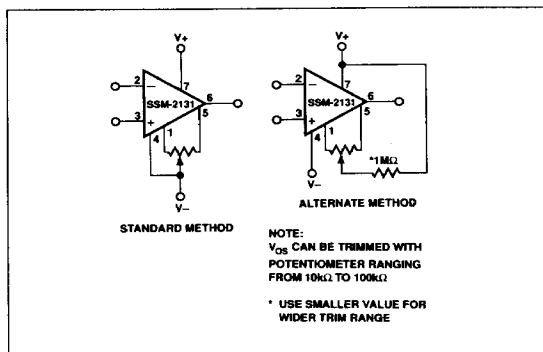 V+
2
−
7
SSM-2131
6
3
+
1
5
4
V−
STANDARD METHOD
V+
2
−
7
SSM-2131
6
3
+
1
5
4
*1MΩ
V−
ALTERNATE METHOD
NOTE:
VOS CAN BE TRIMMED WITH
POTENTIOMETER RANGING
FROM 10kΩ TO 100kΩ
* USE SMALLER VALUE FOR
WIDER TRIM RANGE